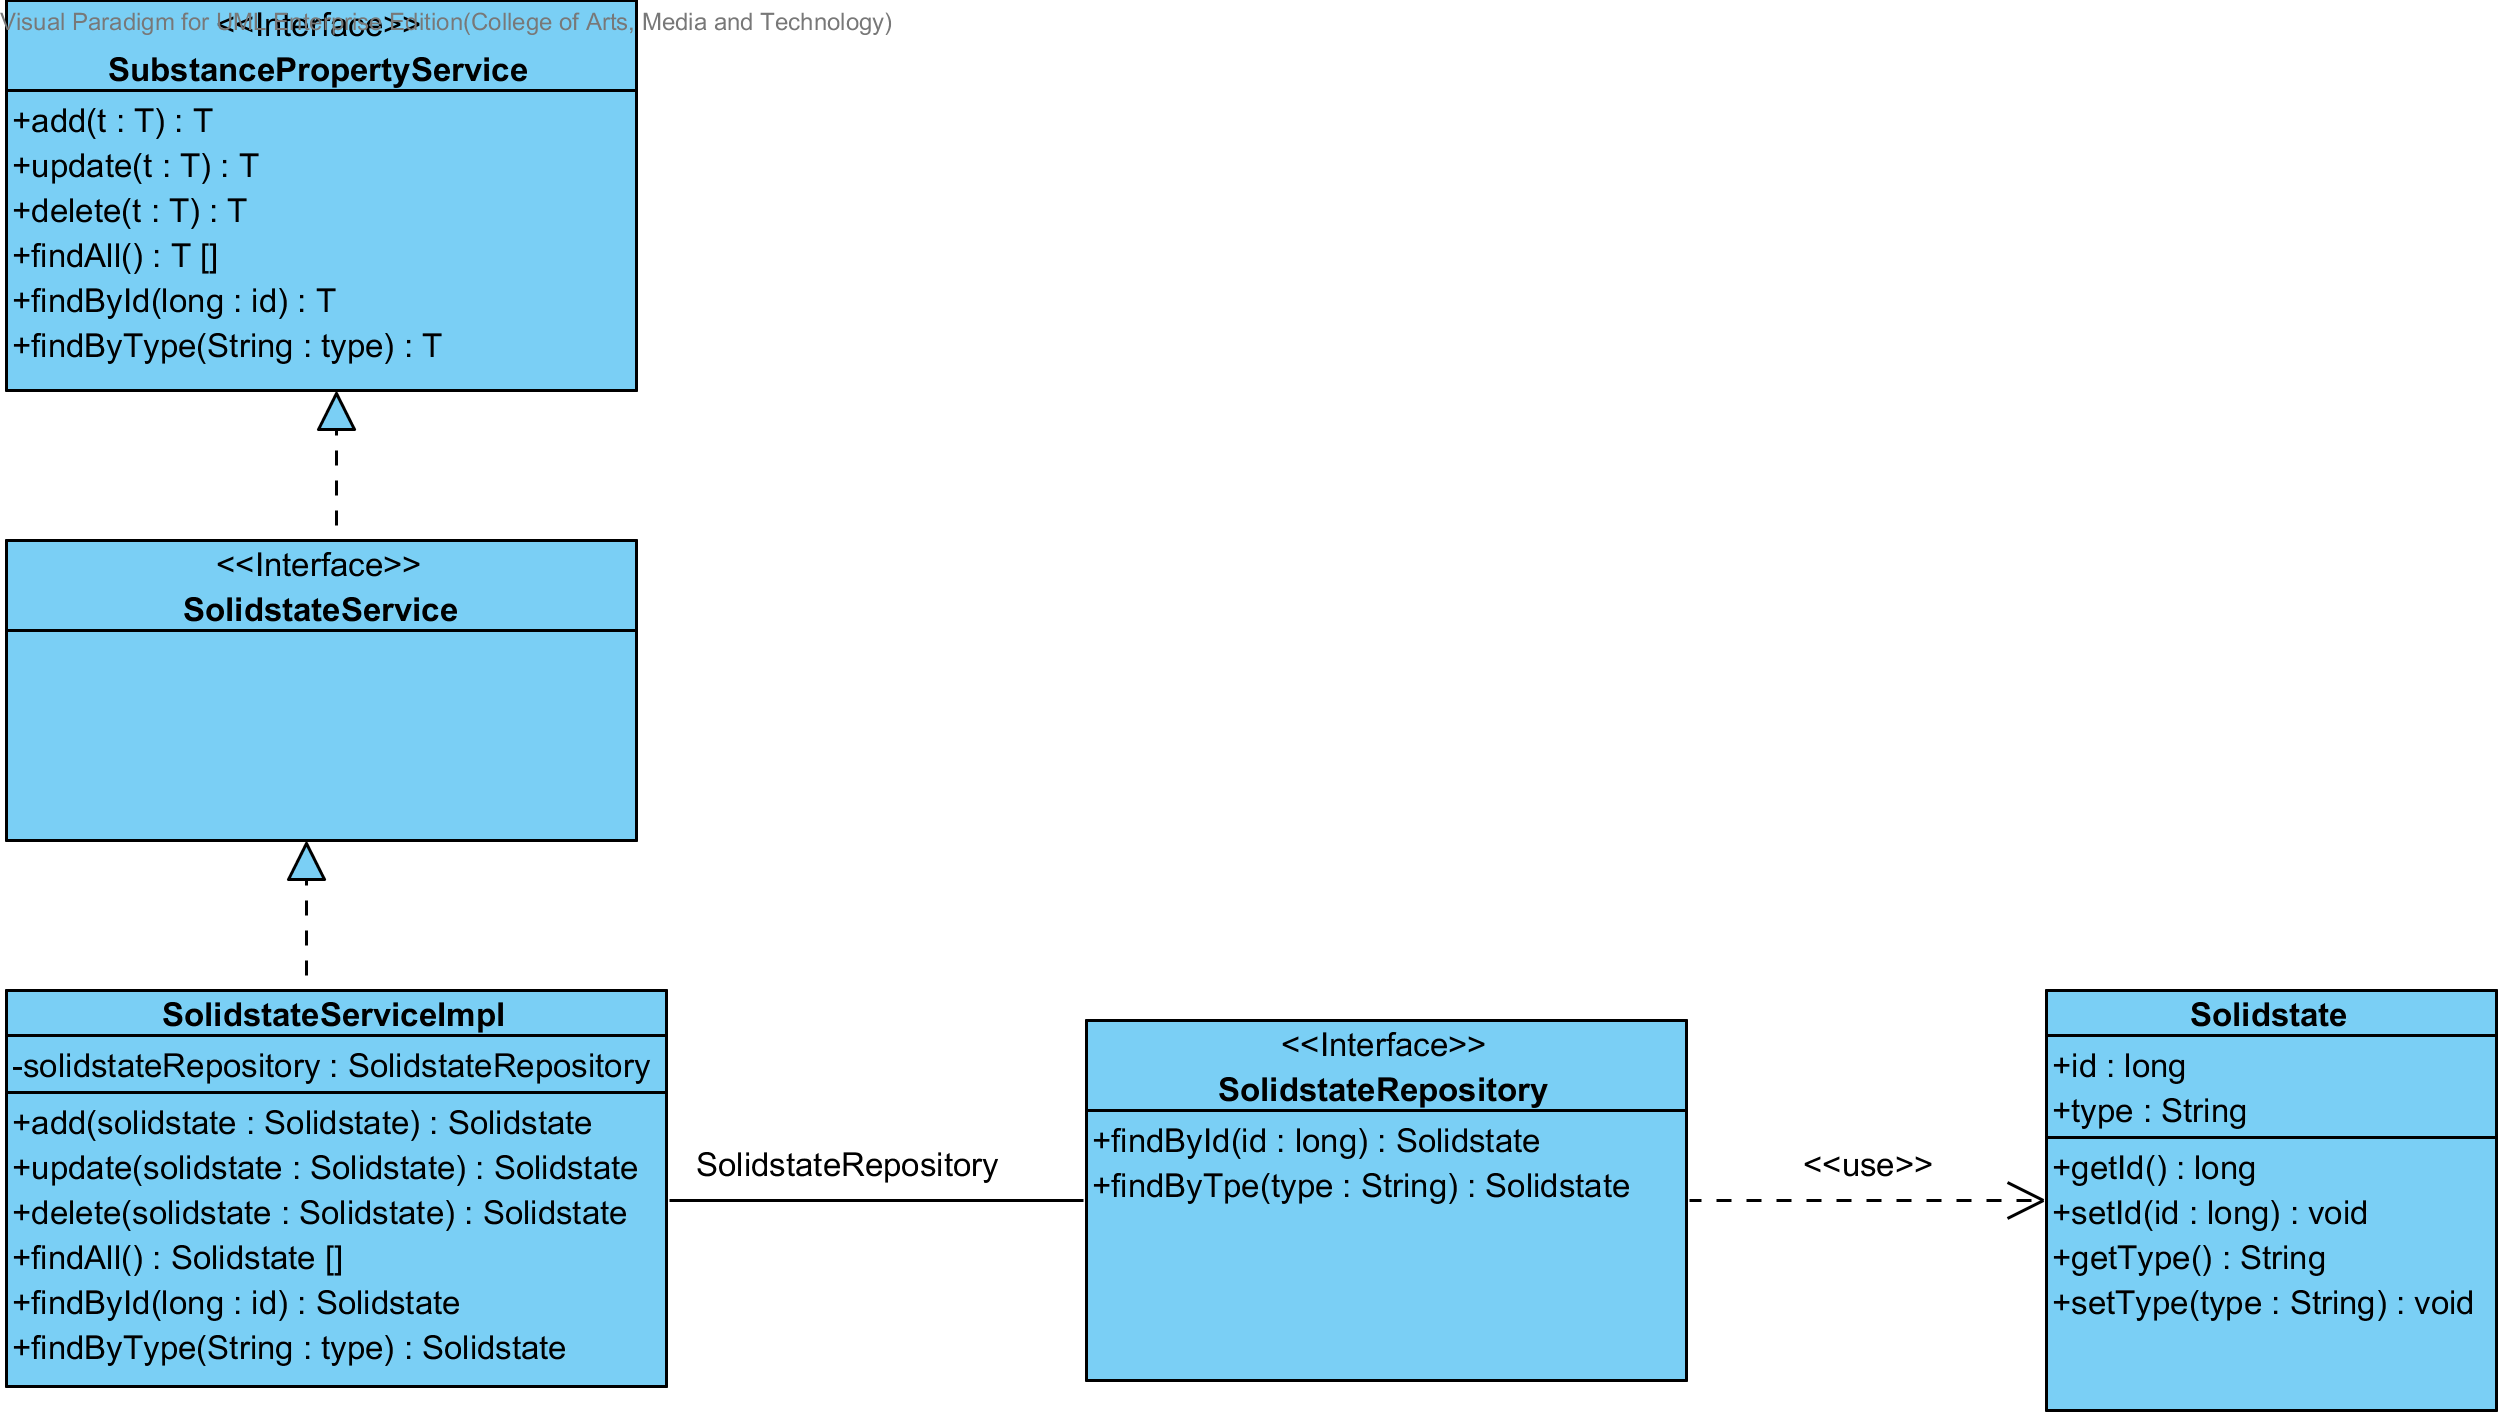 Visual Paradigm for UML Enterprise Edition(College of Arts, Media and Technology)
<<Interface>>
SubstancePropertyService
+add(t : T) : T
+update(t : T) : T
+delete(t : T) : T
+findAll() : T []
+findById(long : id) : T
+findByType(String : type) : T
<<Interface>>
SolidstateService
SolidstateServiceImpl
-solidstateRepository : SolidstateRepository
+add(solidstate : Solidstate) : Solidstate
+update(solidstate : Solidstate) : Solidstate
+delete(solidstate : Solidstate) : Solidstate
+findAll() : Solidstate []
+findById(long : id) : Solidstate
+findByType(String : type) : Solidstate
SolidstateRepository
<<Interface>>
SolidstateRepository
+findById(id : long) : Solidstate
+findByTpe(type : String) : Solidstate
<<use>>
Solidstate
+id : long
+type : String
+getId() : long
+setId(id : long) : void
+getType() : String
+setType(type : String) : void